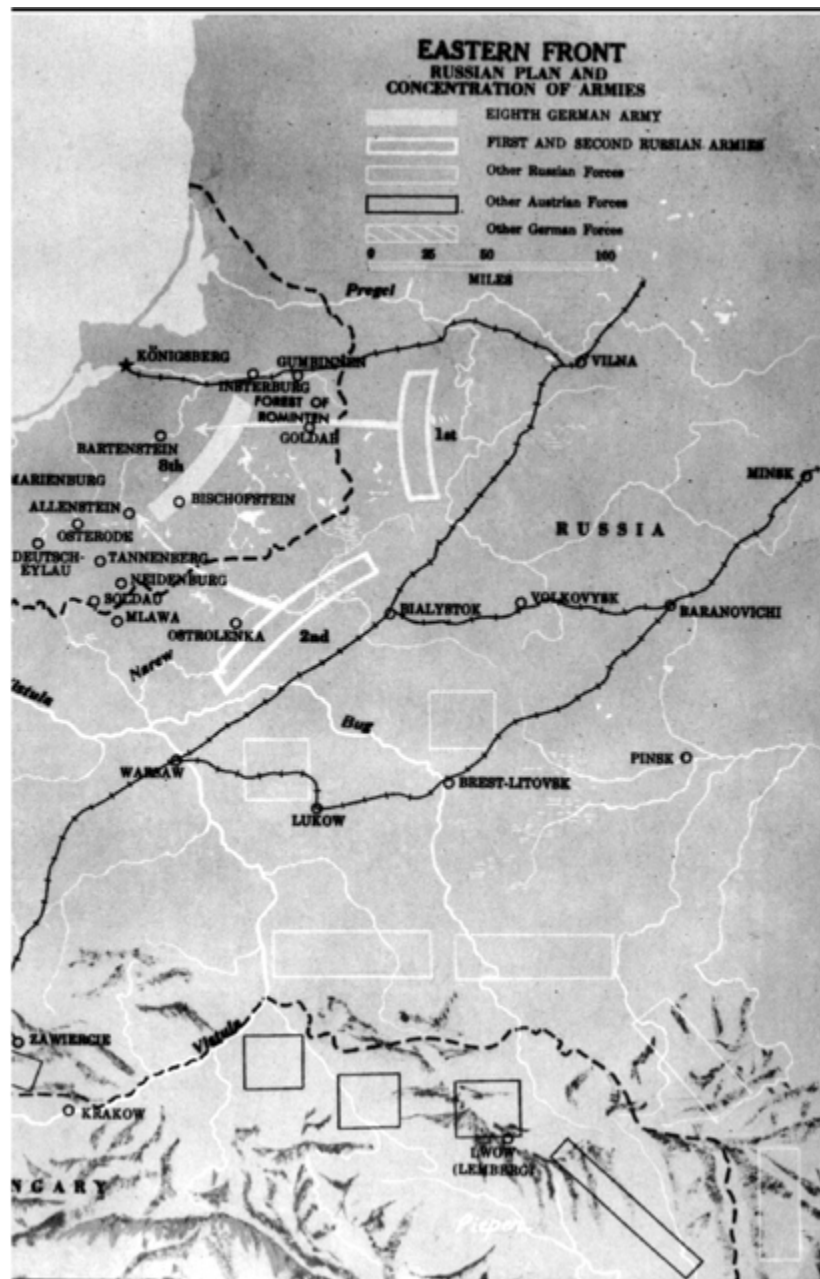 EASTERN FRONT
RUSSIAN PLAN AND
CONCENTRATION OF ARMIES
EIGHTH GERMAN ARMY
FIRST AND SECOND RUSSIAN ARMIES
Other Russian Forces
Other Austrian Forces
Other German Forces
0 25 50 100
MILES
Pregel
KÖNIGSBERG
GUMBINNEN
VILNA
INSTERBURG
FOREST OF
ROMINTEN
GOLDAP
1st
BARTENSTEIN
8th
MARIENBURG
MINSK
BISCHOFSTEIN
ALLENSTEIN
OSTERODE
RUSSIA
DEUTSCH-
EYLAU
TANNENBERG
NEIDENBURG
SOLDAU
MLAWA
OSTROLENKA
2nd
BIALYSTOK
VOLKOVYSK
BARANOVICHI
Narew
Vistula
Bug
WARSAW
LUKOW
BREST-LITOVSK
PINSK
ZAWIERCIE
Vistula
KRAKOW
LWOW
(LEMBERG)
NGARY